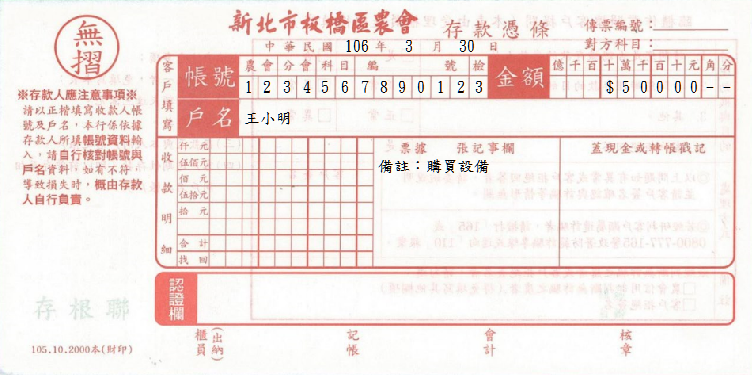 無摺
新北市板橋區農會 存款憑條
傳票編號：
對方科目：
中華民國 106 年 3 月 30 日
※存款人應注意事項※
請以正楷填寫收款人帳
號及戶名，本行係依據
存款人所填帳號資料輸
入，請自行核對帳號與
戶名資料，如有不符，
等致損失時，概由存款
人自行負責。
客戶填寫
帳號
農會 分會 科目 編號 檢
1 2 3 4 5 6 7 8 9 0 1 2 3
金額
億千百十萬千百十元角分
$50000--
戶名
王小明
收款明細
仟元
伍佰元
佰元
伍拾元
拾元
合計
找回
票據 張記事欄
備註：購買設備
蓋現金或轉帳戳記
認證欄
存根聯
105.10.2000本(財印)
櫃員(出納)
記帳
會計
核章